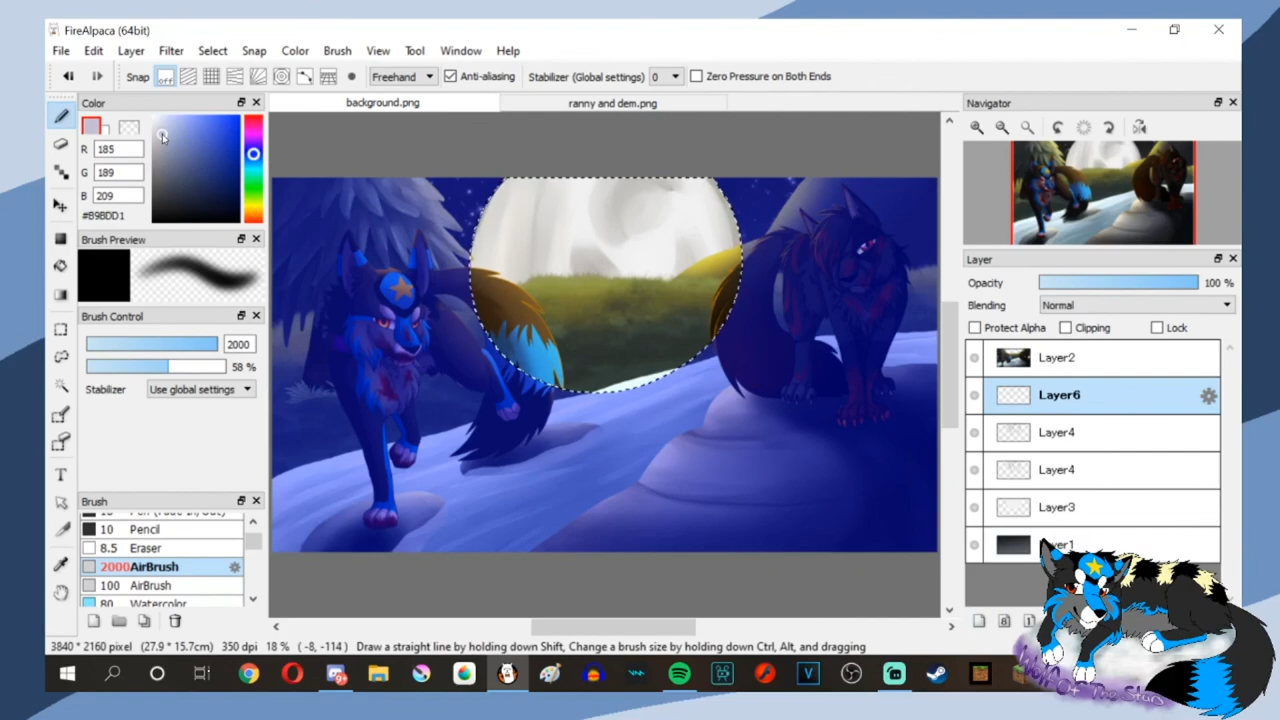 FireAlpaca (64bit)
File Edit Layer Filter Select Snap Color Brush View Tool Window Help
Snap off Freehand Anti-aliasing Stabilizer (Global settings) 0 Zero Pressure on Both Ends
Color
background.png
ranny and dem.png
Navigator
R 185
G 189
B 209
#B9BDD1
Brush Preview
Layer
Opacity 100 %
Blending Normal
Brush Control
Protect Alpha Clipping Lock
2000
58 %
Layer2
Stabilizer Use global settings
Layer6
Layer4
Layer4
Brush
Layer3
10 Pencil
8.5 Eraser
2000 AirBrush
100 AirBrush
80 Watercolor
3840 * 2160 pixel (27.9 * 15.7cm) 350 dpi 18 % ( -8, -114 ) Draw a straight line by holding down Shift, Change a brush size by holding down Ctrl, Alt, and dragging
Of The Stars